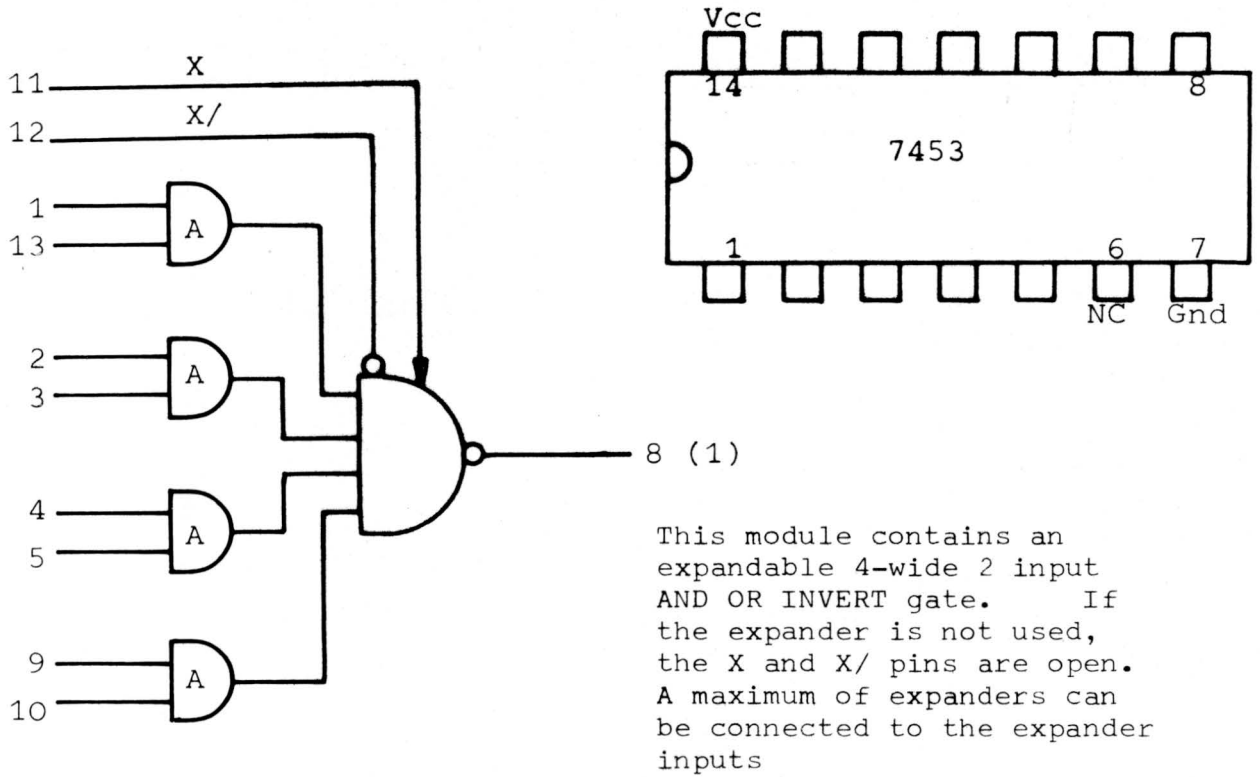 11 X
12 X/
1
13 A
2
3 A
4
5 A
9
10 A
8 (1)
Vcc
14 8
7453
1 6 7
NC Gnd
This module contains an
expandable 4-wide 2 input
AND OR INVERT gate. If
the expander is not used,
the X and X/ pins are open.
A maximum of expanders can
be connected to the expander
inputs